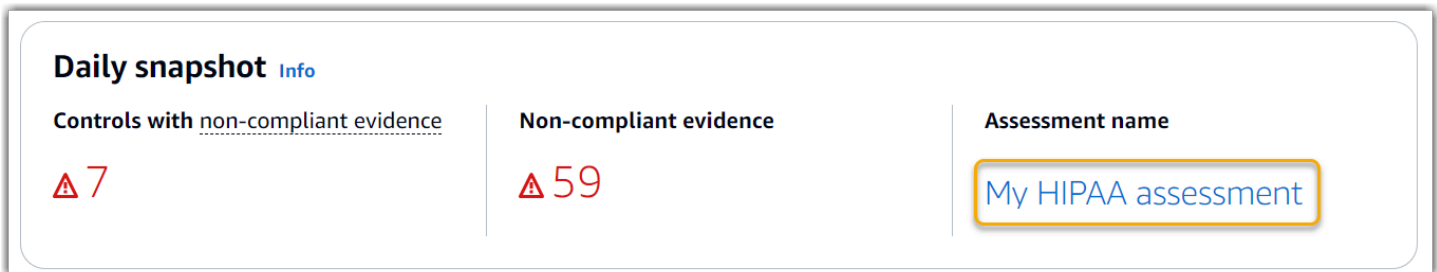 Daily snapshot Info
Controls with non-compliant evidence
7
Non-compliant evidence
59
Assessment name
My HIPAA assessment